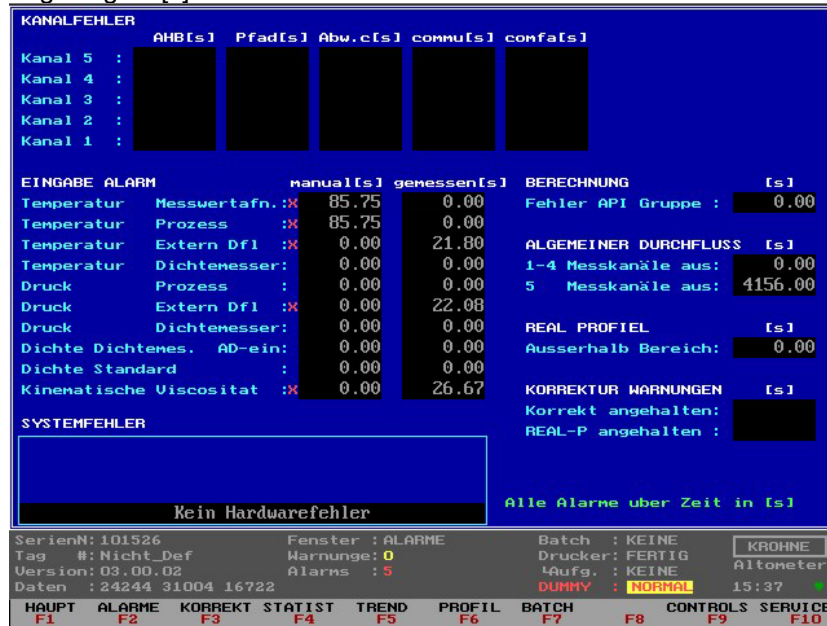 KANALFEHLER
AHB[s] Pfad[s] Abw.c[s] commu[s] comfa[s]
Kanal 5 :
Kanal 4 :
Kanal 3 :
Kanal 2 :
Kanal 1 :
EINGABE ALARM manual[s] gemessen[s]
Temperatur Messwertafn.:x 85.75 0.00
Temperatur Prozess :x 85.75 0.00
Temperatur Extern Dfl :x 0.00 21.80
Temperatur Dichtemesser: 0.00 0.00
Druck Prozess : 0.00 0.00
Druck Extern Dfl :x 0.00 22.08
Druck Dichtemesser: 0.00 0.00
Dichte Dichtemes. AD-ein: 0.00 0.00
Dichte Standard : 0.00 0.00
Kinematische Viscositat :x 0.00 26.67
BERECHNUNG [s]
Fehler API Gruppe : 0.00
ALGEMEINER DURCHFLUSS [s]
1-4 Messkanäle aus: 0.00
5 Messkanäle aus: 4156.00
REAL PROFIEL [s]
Ausserhalb Bereich: 0.00
KORREKTUR WARNUNGEN [s]
Korrekt angehalten:
REAL-P angehalten :
SYSTEMFEHLER
Kein Hardwarefehler
Alle Alarme uber Zeit in [s]
SerienN:101526 Fenster :ALARME Batch : KEINE
Tag #:Nicht_Def Warnunge:0 Drucker: FERTIG KROHNE
Version:03.00.02 Alarms :5 4Aufg. : KEINE Altometer
Daten :24244 31004 16722 DUMMY : NORMAL 15:37
HAUPT ALARME KORREKT STATIST TREND PROFIL BATCH CONTROLS SERVICE
F1 F2 F3 F4 F5 F6 F7 F8 F9 F10